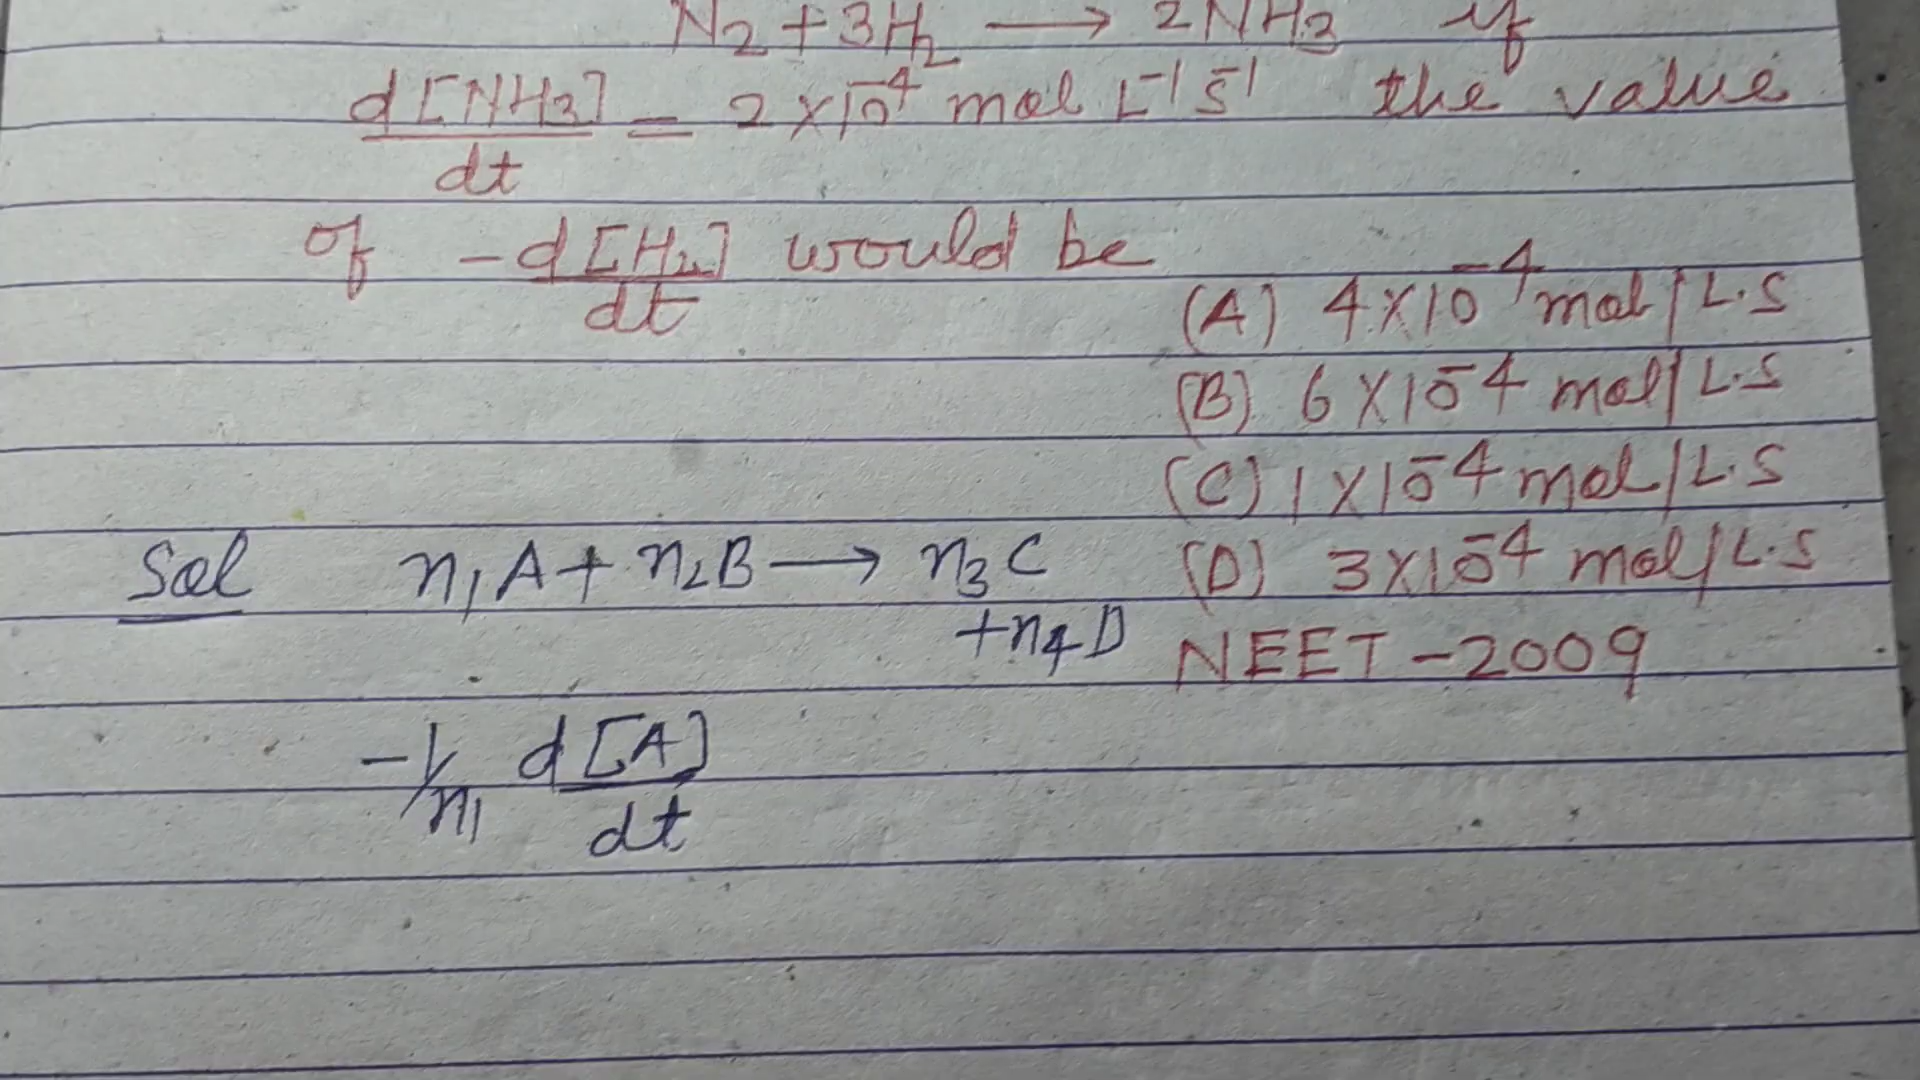 N2 + 3H2 ⟶ 2NH3 if
d[NH3]/dt = 2×10⁻⁴ mol L⁻¹ S⁻¹ the value
of -d[H2]/dt would be
(A) 4×10⁻⁴ mol/L.S
(B) 6×10⁻⁴ mol/L.S
(C) 1×10⁻⁴ mol/L.S
(D) 3×10⁻⁴ mol/L.S
NEET-2009
Sol n1A + n2B ⟶ n3C
+n4D
-1/n1 d[A]/dt